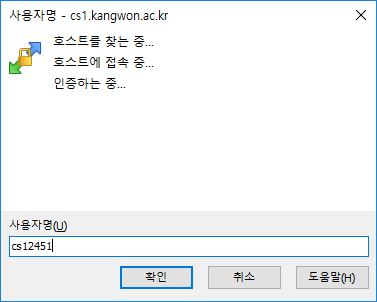 사용자명 - cs1.kangwon.ac.kr
호스트를 찾는 중...
호스트에 접속 중...
인증하는 중...
사용자명(U)
cs12451
확인
취소
도움말(H)